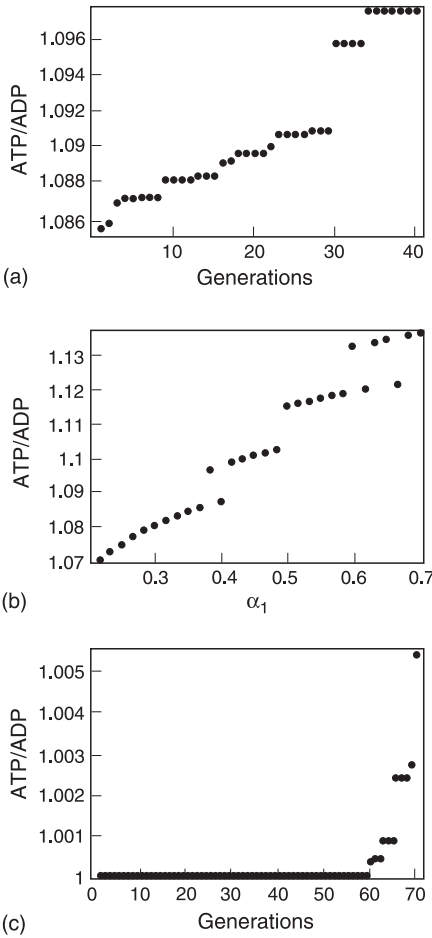 1.096
1.094
1.092
1.09
1.088
1.086
ATP/ADP
10 20 30 40
Generations
(a)
1.13
1.12
1.1
1.09
1.08
1.07
ATP/ADP
0.3 0.4 0.5 0.6 0.7
α1
(b)
1.005
1.004
1.003
1.002
1.001
1
ATP/ADP
0 10 20 30 40 50 60 70
Generations
(c)